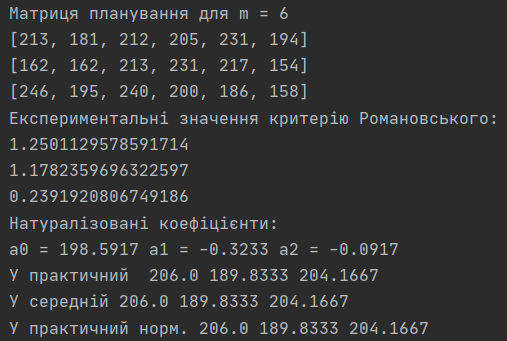 Матриця планування для m = 6
[213, 181, 212, 205, 231, 194]
[162, 162, 213, 231, 217, 154]
[246, 195, 240, 200, 186, 158]
Експериментальні значення критерію Романовського:
1.2501129578591714
1.1782359696322597
0.2391920806749186
Натуралізовані коефіцієнти:
a0 = 198.5917 a1 = -0.3233 a2 = -0.0917
У практичний  206.0 189.8333 204.1667
У середній 206.0 189.8333 204.1667
У практичний норм. 206.0 189.8333 204.1667